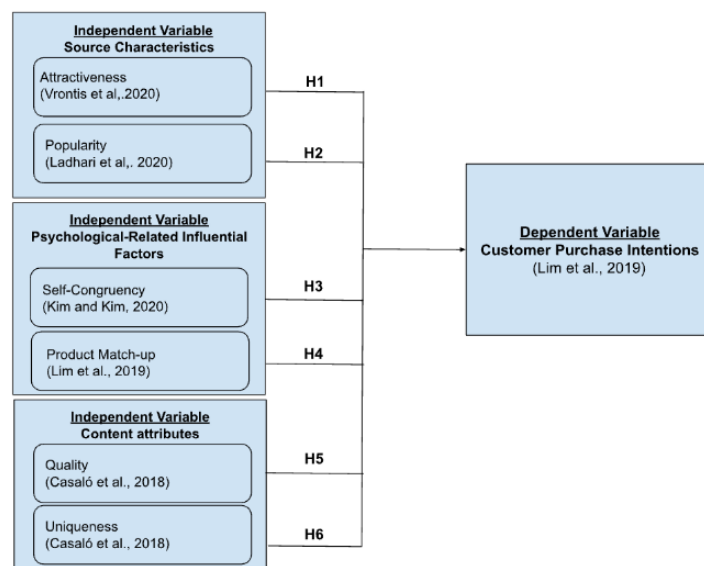 Independent Variable
Source Characteristics
Attractiveness
(Vrontis et al,.2020)
H1
Popularity
(Ladhari et al,. 2020)
H2
Independent Variable
Psychological-Related Influential
Factors
Self-Congruency
(Kim and Kim, 2020)
H3
Product Match-up
(Lim et al., 2019)
H4
Independent Variable
Content attributes
Quality
(Casaló et al., 2018)
H5
Uniqueness
(Casaló et al., 2018)
H6
Dependent Variable
Customer Purchase Intentions
(Lim et al., 2019)